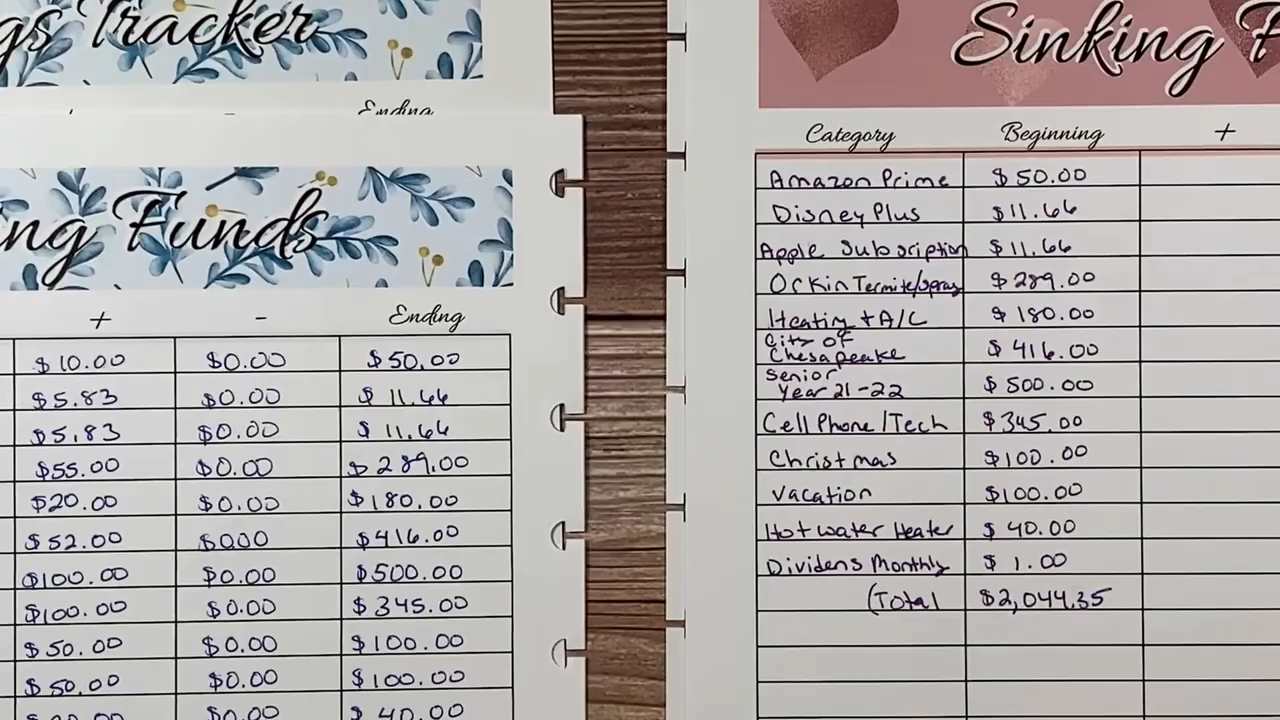 gs Tracker
Ending
ng Funds
+ - Ending
$10.00 $0.00 $50.00
$5.83 $0.00 $11.66
$5.83 $0.00 $11.66
$55.00 $0.00 $289.00
$20.00 $0.00 $180.00
$52.00 $0.00 $416.00
$100.00 $0.00 $500.00
$100.00 $0.00 $345.00
$50.00 $0.00 $100.00
$50.00 $0.00 $100.00
$0.00 $40.00
Sinking F
Category Beginning +
Amazon Prime $50.00
Disney Plus $11.66
Apple Subscription $11.66
Orkin Termite/Spray $289.00
Heating + A/C $180.00
City of
Chesapeake $416.00
Senior
Year 21-22 $500.00
Cell Phone/Tech $345.00
Christmas $100.00
Vacation $100.00
Hot water Heater $40.00
Dividens Monthly $1.00
(Total $2,044.35